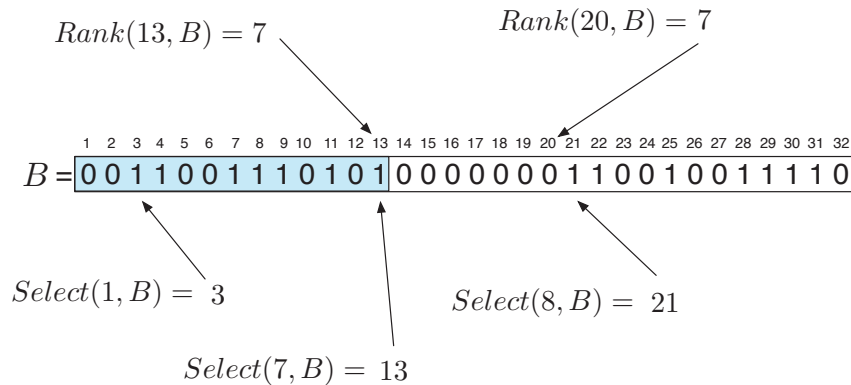 Rank(13, B) = 7 Rank(20, B) = 7
1 2 3 4 5 6 7 8 9 10 11 12 13 14 15 16 17 18 19 20 21 22 23 24 25 26 27 28 29 30 31 32
B = 0 0 1 1 0 0 1 1 1 0 1 0 1 0 0 0 0 0 0 0 1 1 0 0 1 0 0 1 1 1 1 0
Select(1, B) = 3 Select(8, B) = 21
Select(7, B) = 13